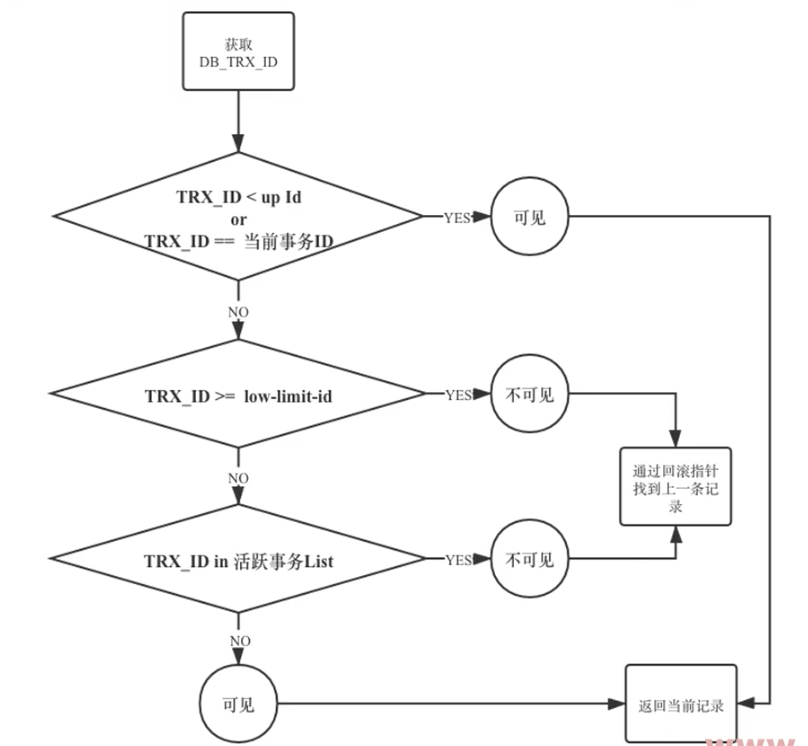 获取
DB_TRX_ID
TRX_ID < up Id
or
TRX_ID == 当前事务ID
YES
可见
NO
TRX_ID >= low-limit-id
YES
不可见
通过回滚指针
找到上一条记
录
NO
TRX_ID in 活跃事务List
YES
不可见
NO
可见
返回当前记录